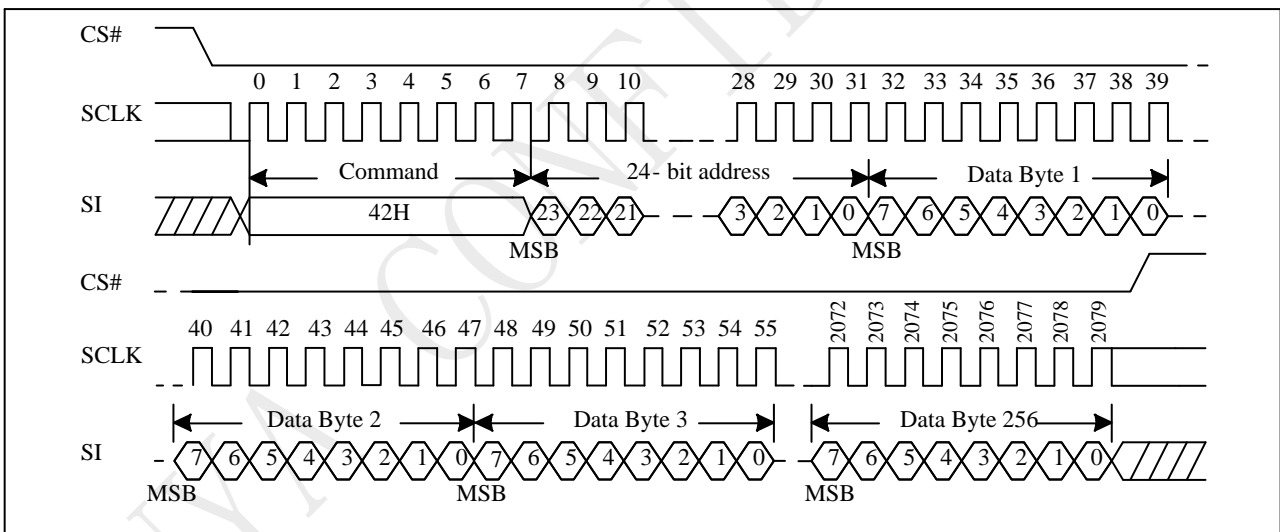 CS#
0 1 2 3 4 5 6 7 8 9 10 28 29 30 31 32 33 34 35 36 37 38 39
SCLK
Command 24- bit address Data Byte 1
SI 42H 23 22 21 3 2 1 0 7 6 5 4 3 2 1 0
MSB MSB
CS#
40 41 42 43 44 45 46 47 48 49 50 51 52 53 54 55 2072 2073 2074 2075 2076 2077 2078 2079
SCLK
Data Byte 2 Data Byte 3 Data Byte 256
SI 7 6 5 4 3 2 1 0 7 6 5 4 3 2 1 0 7 6 5 4 3 2 1 0
MSB MSB MSB